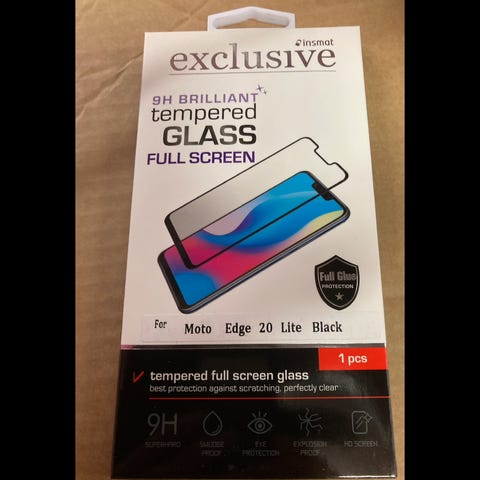 insmat
exclusive
9H BRILLIANT
tempered
GLASS
FULL SCREEN
Full Glue
PROTECTION
For Moto Edge 20 Lite Black
1 pcs
tempered full screen glass
best protection against scratching, perfectly clear
9H
SUPERHARD
SMUDGE
PROOF
EYE
PROTECTION
EXPLOSION
PROOF
HD SCREEN